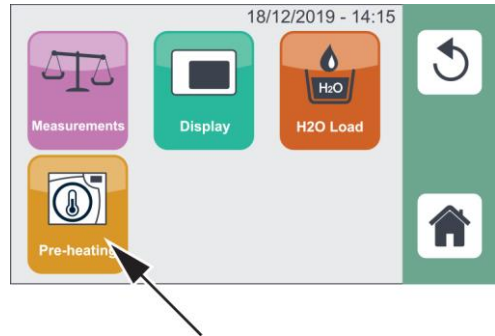 18/12/2019 - 14:15
H2O
Measurements
Display
H2O Load
Pre-heating